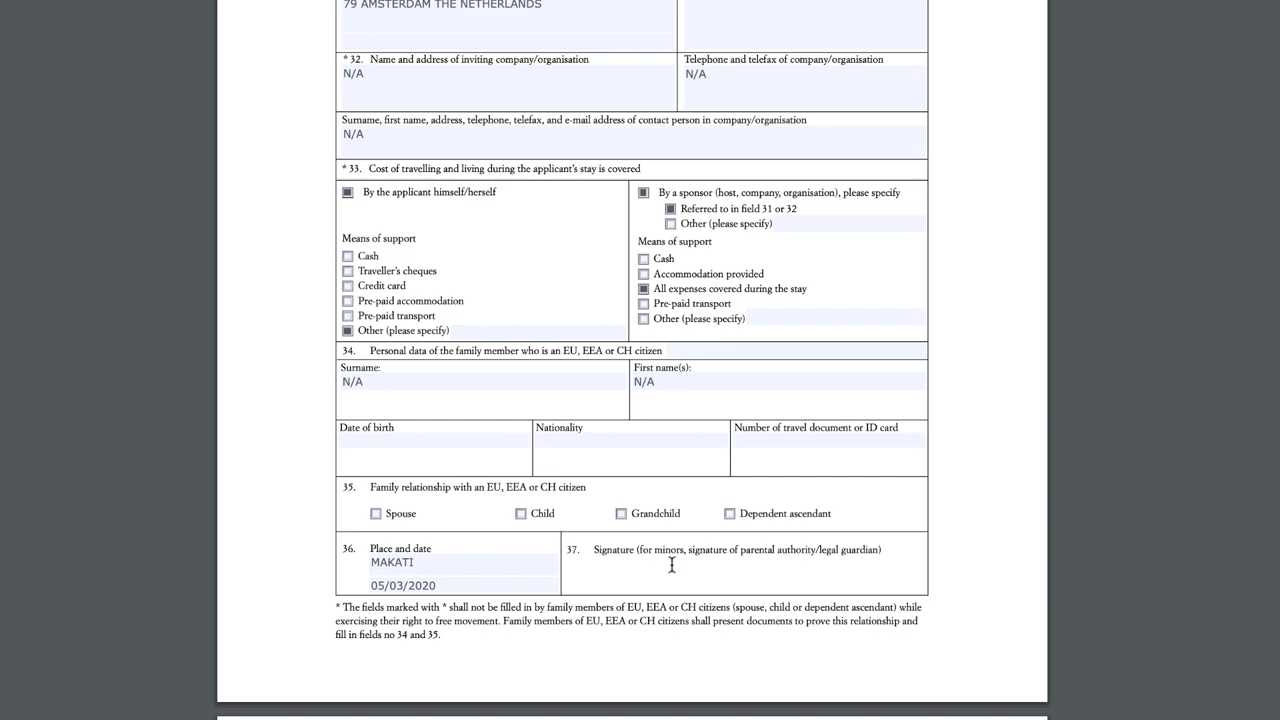 79 AMSTERDAM THE NETHERLANDS
* 32. Name and address of inviting company/organisation
Telephone and telefax of company/organisation
N/A
N/A
Surname, first name, address, telephone, telefax, and e-mail address of contact person in company/organisation
N/A
* 33. Cost of travelling and living during the applicant's stay is covered
By the applicant himself/herself
Means of support
Cash
Traveller's cheques
Credit card
Pre-paid accommodation
Pre-paid transport
Other (please specify)
By a sponsor (host, company, organisation), please specify
Referred to in field 31 or 32
Other (please specify)
Means of support
Cash
Accommodation provided
All expenses covered during the stay
Pre-paid transport
Other (please specify)
34. Personal data of the family member who is an EU, EEA or CH citizen
Surname:
N/A
First name(s):
N/A
Date of birth
Nationality
Number of travel document or ID card
35. Family relationship with an EU, EEA or CH citizen
Spouse
Child
Grandchild
Dependent ascendant
36. Place and date
MAKATI
05/03/2020
37. Signature (for minors, signature of parental authority/legal guardian)
* The fields marked with * shall not be filled in by family members of EU, EEA or CH citizens (spouse, child or dependent ascendant) while
exercising their right to free movement. Family members of EU, EEA or CH citizens shall present documents to prove this relationship and
fill in fields no 34 and 35.